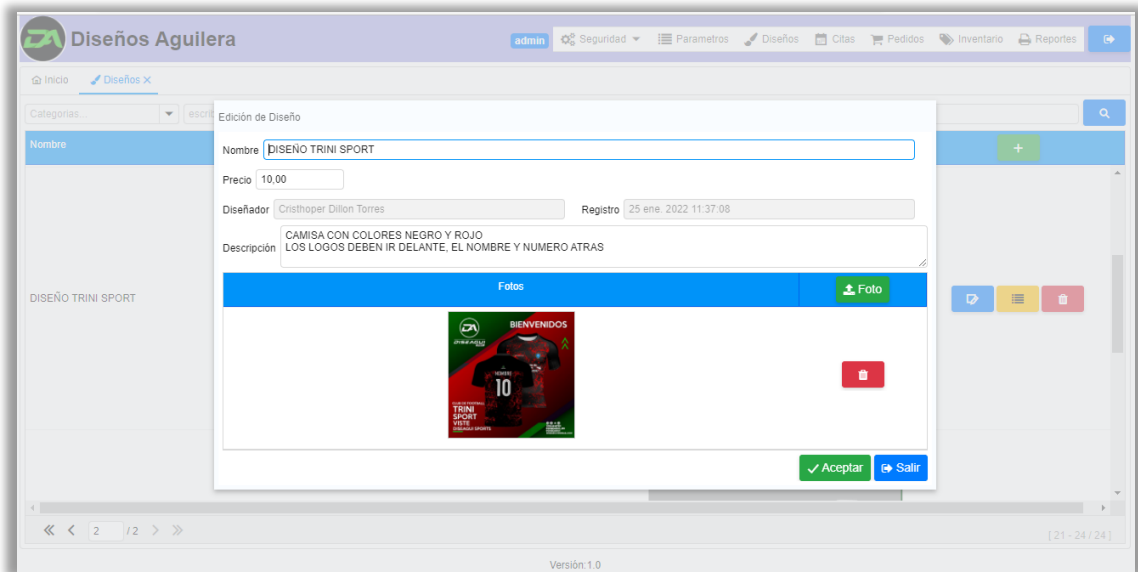 Diseños Aguilera
admin Seguridad Parametros Diseños Citas Pedidos Inventario Reportes
Inicio Diseños
Categorias...
Edición de Diseño
Nombre
Nombre DISEÑO TRINI SPORT
Precio 10,00
Diseñador Cristhoper Dillon Torres Registro 25 ene. 2022 11:37:08
Descripción CAMISA CON COLORES NEGRO Y ROJO
LOS LOGOS DEBEN IR DELANTE, EL NOMBRE Y NUMERO ATRAS
Fotos Foto
DISEÑO TRINI SPORT
BIENVENIDOS
NOMBRE
10
TRINI
SPORT
VISTE
Aceptar Salir
2 / 2
[ 21 - 24 / 24 ]
Versión:1.0